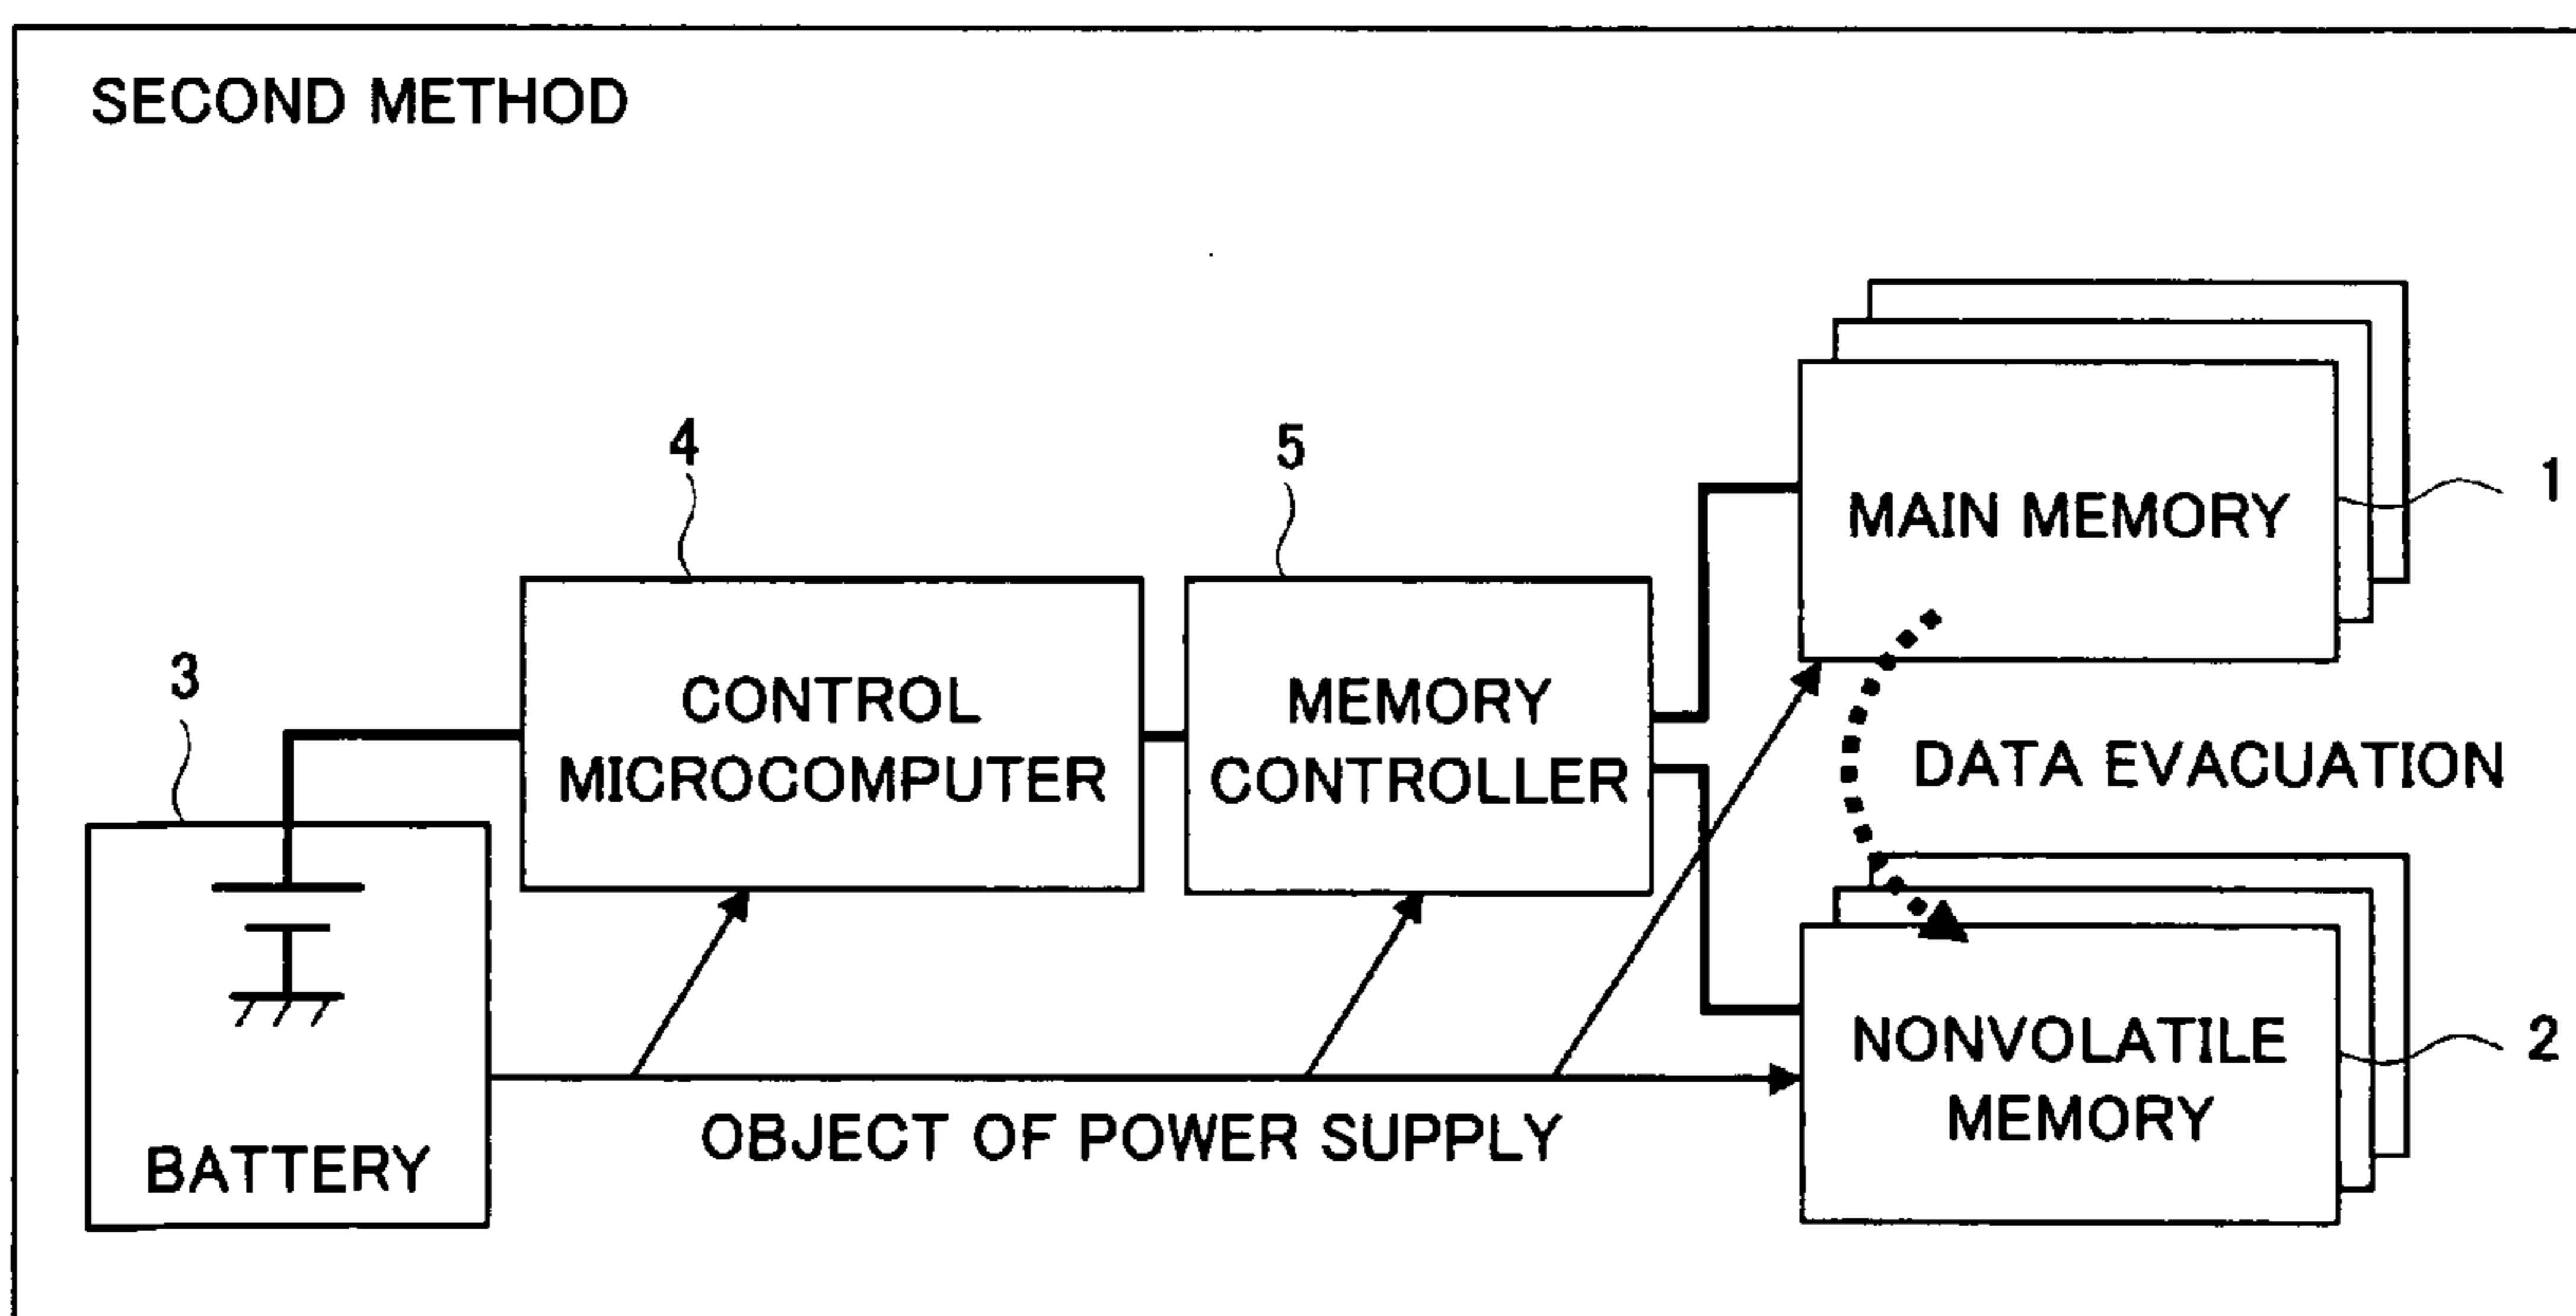 SECOND METHOD
4
5
1
MAIN MEMORY
3
CONTROL
MICROCOMPUTER
MEMORY
CONTROLLER
DATA EVACUATION
BATTERY
OBJECT OF POWER SUPPLY
NONVOLATILE
MEMORY
2